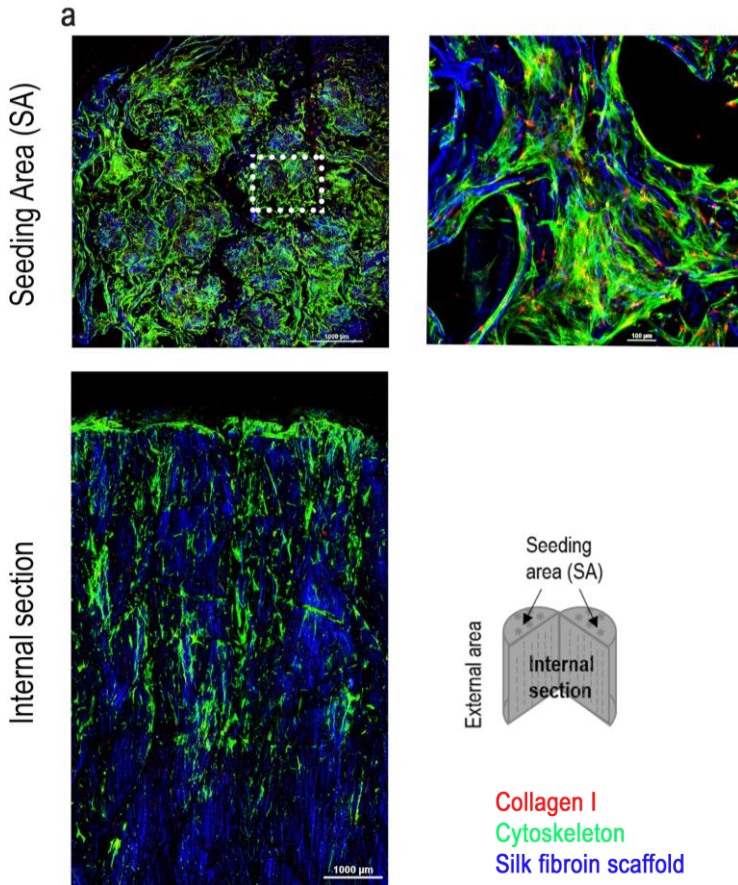 a
Seeding Area (SA)
1000 µm
100 µm
Internal section
1000 µm
Seeding
area (SA)
External area
Internal
section
Collagen I
Cytoskeleton
Silk fibroin scaffold